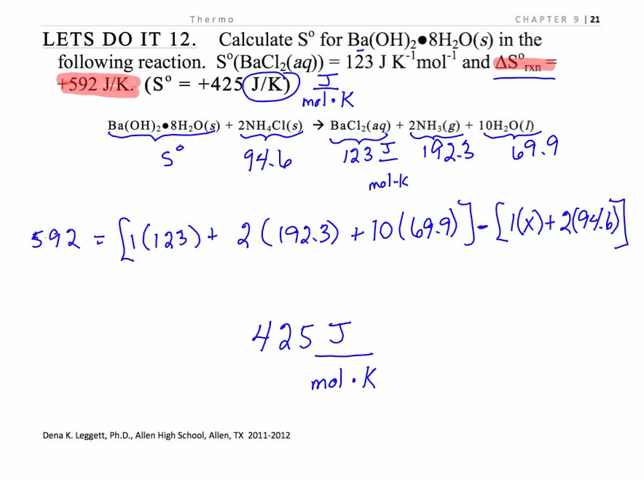 Thermo CHAPTER 9 | 21
LETS DO IT 12. Calculate S° for Ba(OH)₂●8H₂O(s) in the
following reaction. S°(BaCl₂(aq)) = 123 J K⁻¹mol⁻¹ and ΔS°rxn =
+592 J/K. (S° = +425 J/K) J
mol·K
Ba(OH)₂●8H₂O(s) + 2NH₄Cl(s) → BaCl₂(aq) + 2NH₃(g) + 10H₂O(l)
S° 94.6 123 J 192.3 69.9
mol·K
592 = [1(123) + 2(192.3) + 10(69.9)] - [1(x) + 2(94.6)]
425 J
mol·K
Dena K. Leggett, Ph.D., Allen High School, Allen, TX 2011-2012